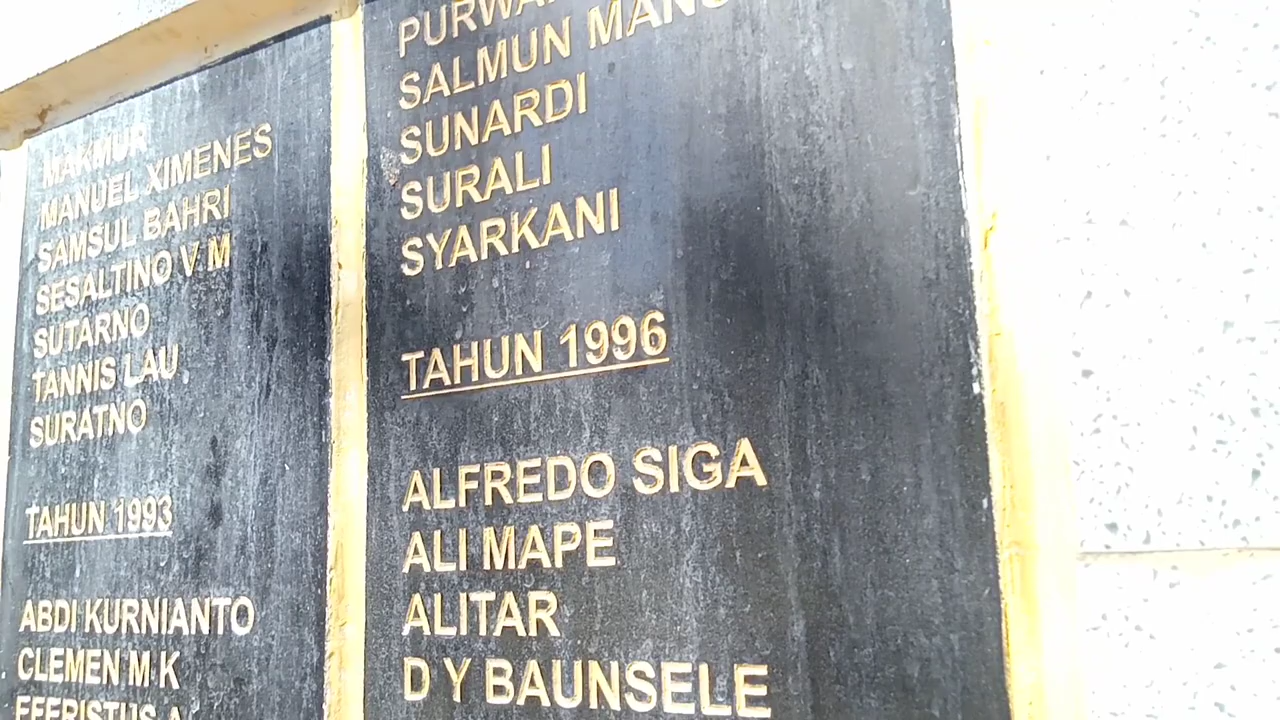 MAKMUR
MANUEL XIMENES
SAMSUL BAHRI
SESALTINO V M
SUTARNO
TANNIS LAU
SURATNO
TAHUN 1993
ABDI KURNIANTO
CLEMEN M K
SALMUN
SUNARDI
SURALI
SYARKANI
TAHUN 1996
ALFREDO SIGA
ALI MAPE
ALITAR
D Y BAUNSELE